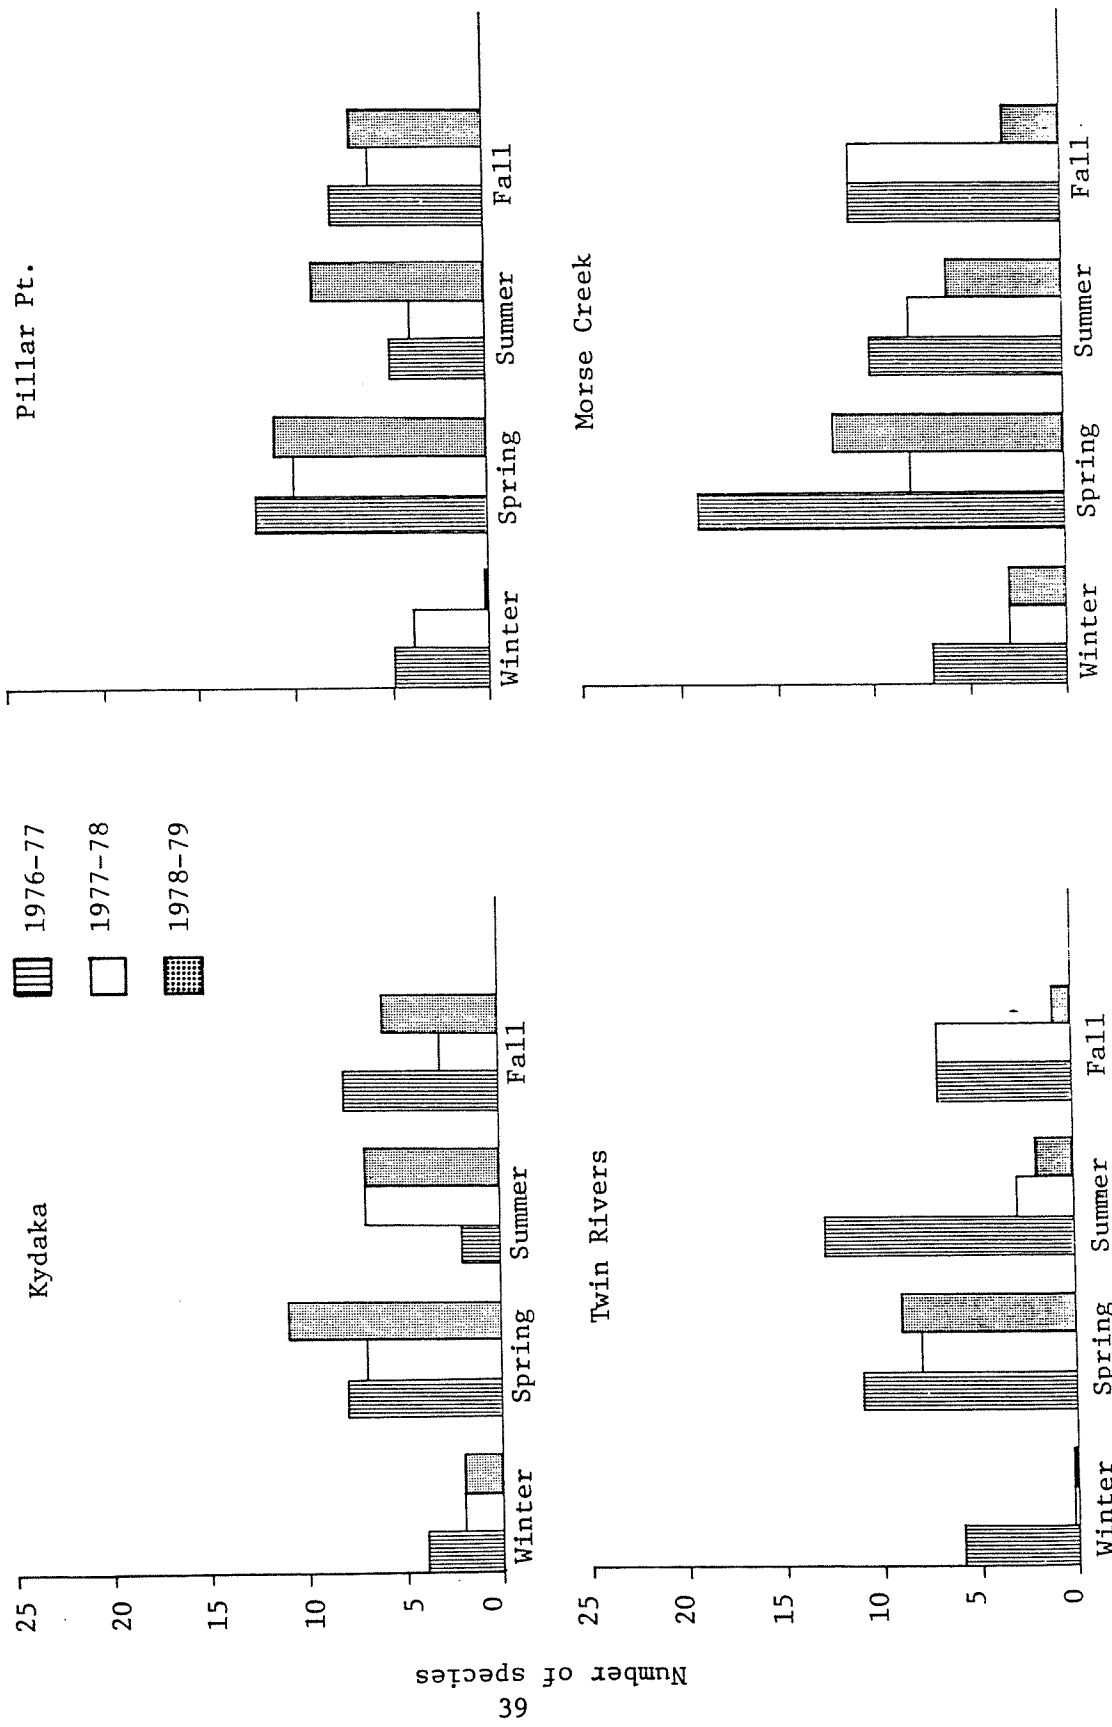 Kydaka
1976-77
1977-78
1978-79
25
20
15
10
5
0
Winter
Spring
Summer
Fall
Pillar Pt.
Winter
Spring
Summer
Fall
Number of species
Twin Rivers
25
20
15
10
5
0
Winter
Spring
Summer
Fall
Morse Creek
Winter
Spring
Summer
Fall
39